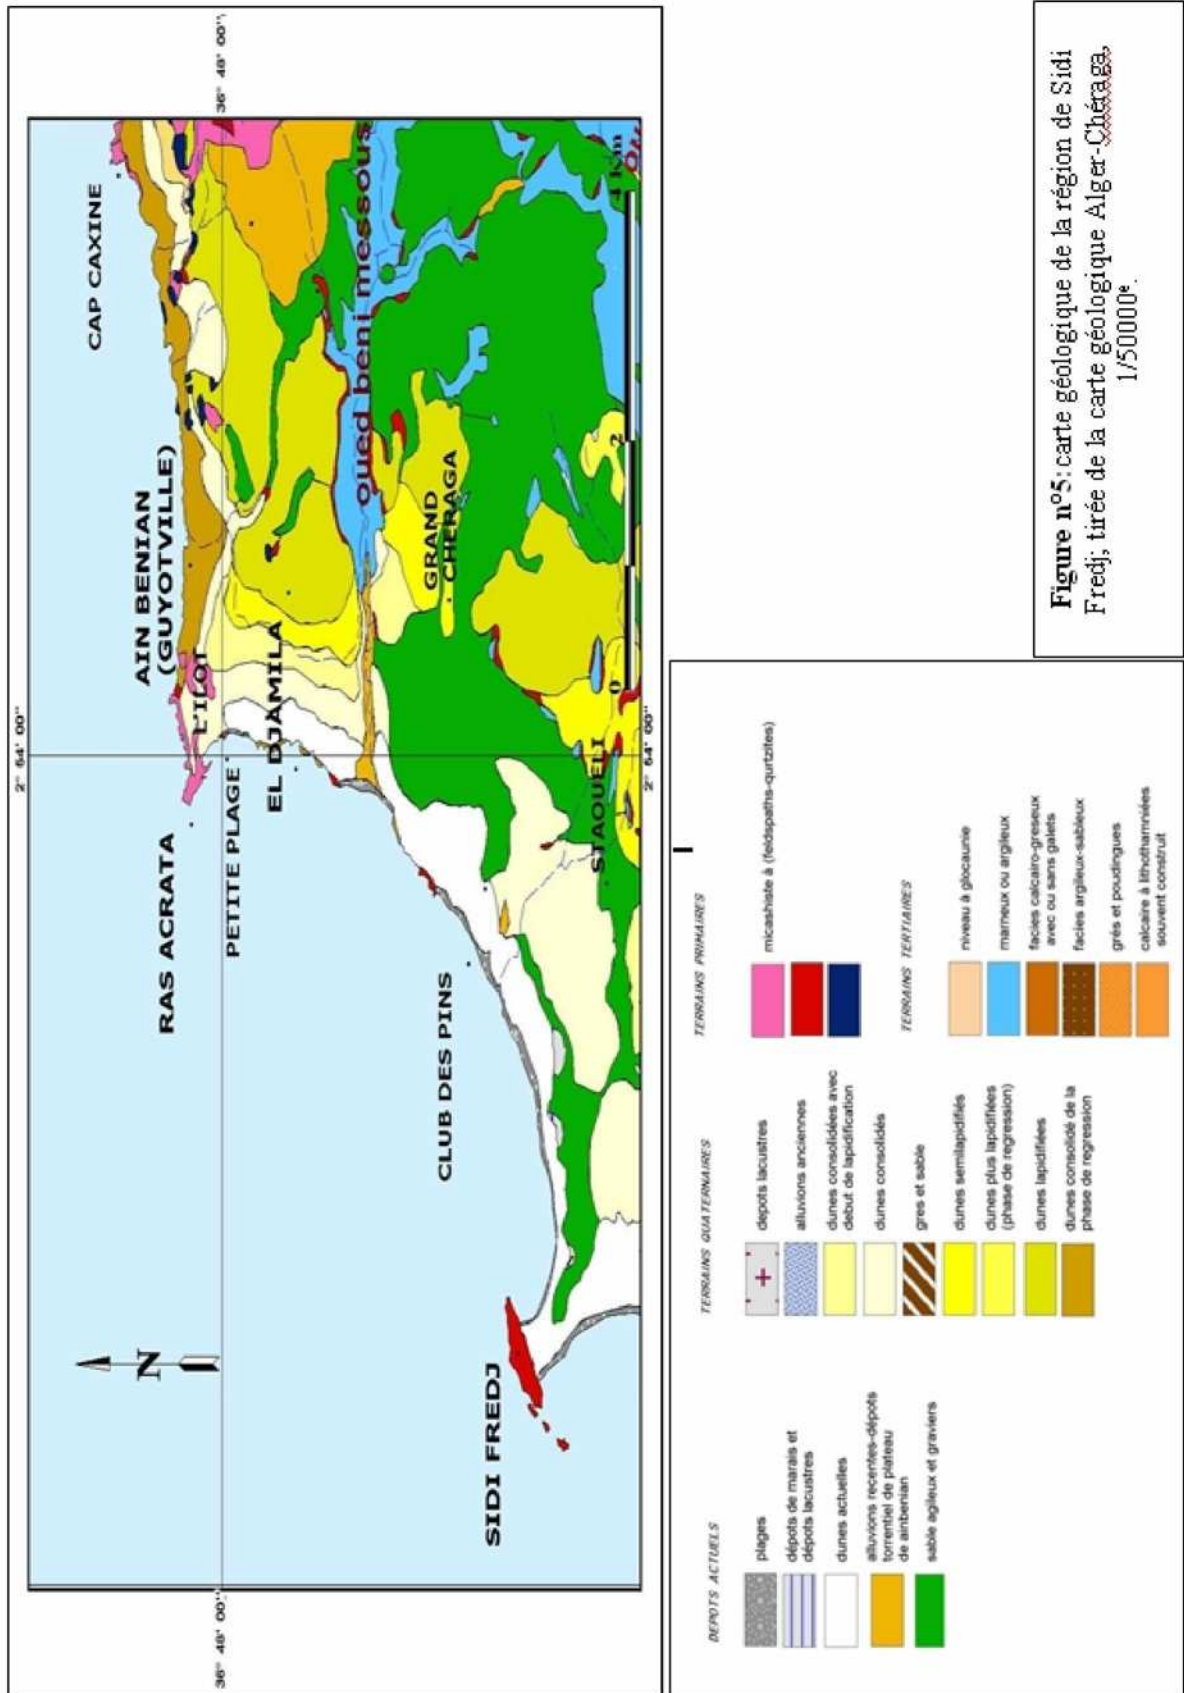 36° 48' 00"
36° 48' 00"
2° 54' 00"
2° 54' 00"
N
CAP CAXINE
AIN BENIAN
(GUYOTVILLE)
L'ILOT
RAS ACRATA
PETITE PLAGE
EL DJAMILA
oued beni messous
GRAND
CHERAGA
CLUB DES PINS
STAOUELI
SIDI FREDJ
0
2
4 Km
DEPOTS ACTUELS
plages
dépots de marais et
dépots lacustres
dunes actuelles
alluvions recentes-dépots
torrentiel de plateau
de ainbenian
sable agileux et graviers
TERRAINS QUATERNAIRES
depots lacustres
alluvions anciennes
dunes consolidées avec
debut de lapidification
dunes consolidés
gres et sable
dunes semilapidifiés
dunes plus lapidifiées
(phase de regression)
dunes lapidifiées
dunes consolidé de la
phase de regression
TERRAINS PRIMAIRES
micashiste à (feldspaths-qurtzites)
TERRAINS TERTIAIRES
niveau à glocaunie
marneux ou argileux
facies calcairo-greseux
avec ou sans galets
facies argileux-sableux
grés et poudingues
calcaire à lithothamniées
souvent construit
Figure n°5: carte géologique de la région de Sidi
Fredj, tirée de la carte géologique Alger-Chéraga,
1/50000e.